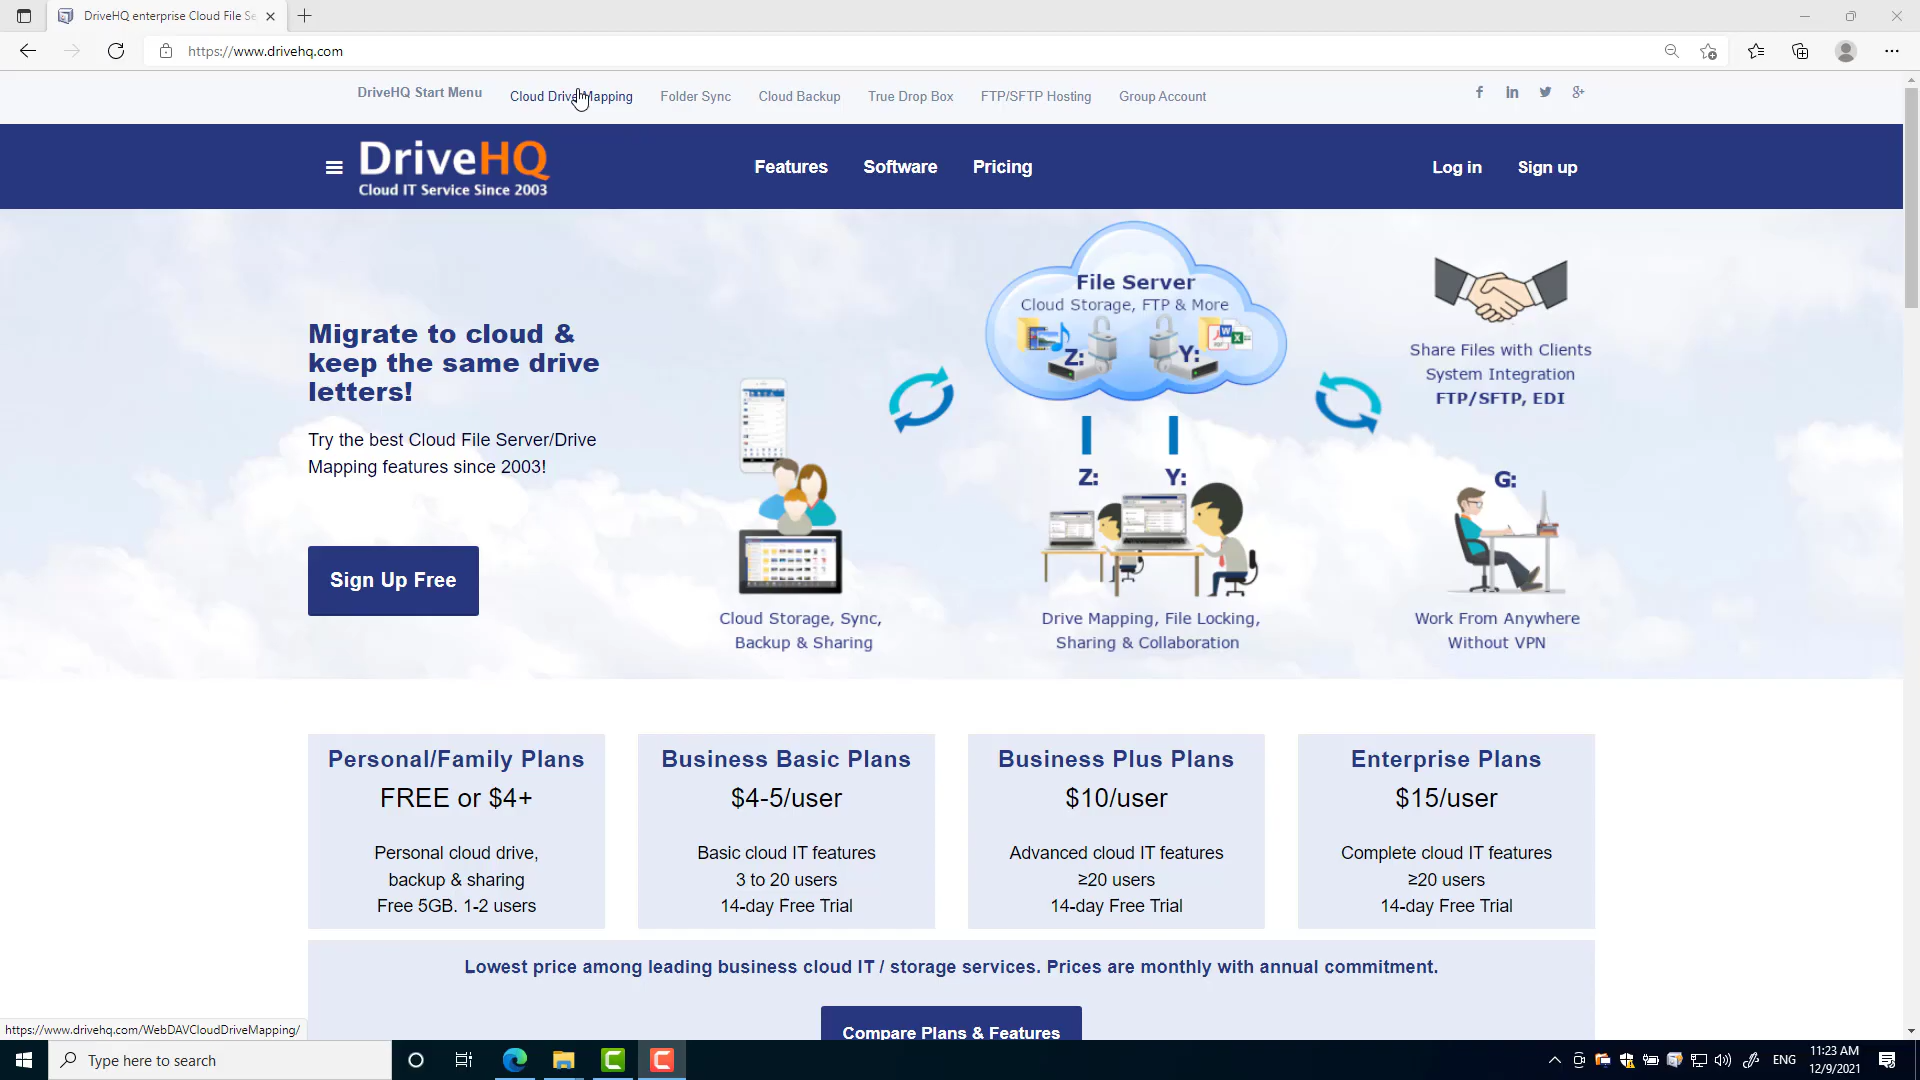 DriveHQ enterprise Cloud File Se
https://www.drivehq.com
DriveHQ Start Menu
Cloud Drive Mapping
Folder Sync
Cloud Backup
True Drop Box
FTP/SFTP Hosting
Group Account
DriveHQ
Cloud IT Service Since 2003
Features
Software
Pricing
Log in
Sign up
Migrate to cloud &
keep the same drive
letters!
Try the best Cloud File Server/Drive
Mapping features since 2003!
Sign Up Free
File Server
Cloud Storage, FTP & More
Z:
Y:
Z:
Y:
Share Files with Clients
System Integration
FTP/SFTP, EDI
G:
Cloud Storage, Sync,
Backup & Sharing
Drive Mapping, File Locking,
Sharing & Collaboration
Work From Anywhere
Without VPN
Personal/Family Plans
FREE or $4+
Personal cloud drive,
backup & sharing
Free 5GB. 1-2 users
Business Basic Plans
$4-5/user
Basic cloud IT features
3 to 20 users
14-day Free Trial
Business Plus Plans
$10/user
Advanced cloud IT features
≥20 users
14-day Free Trial
Enterprise Plans
$15/user
Complete cloud IT features
≥20 users
14-day Free Trial
Lowest price among leading business cloud IT / storage services. Prices are monthly with annual commitment.
Compare Plans & Features
https://www.drivehq.com/WebDAVCloudDriveMapping/
Type here to search
ENG
11:23 AM
12/9/2021